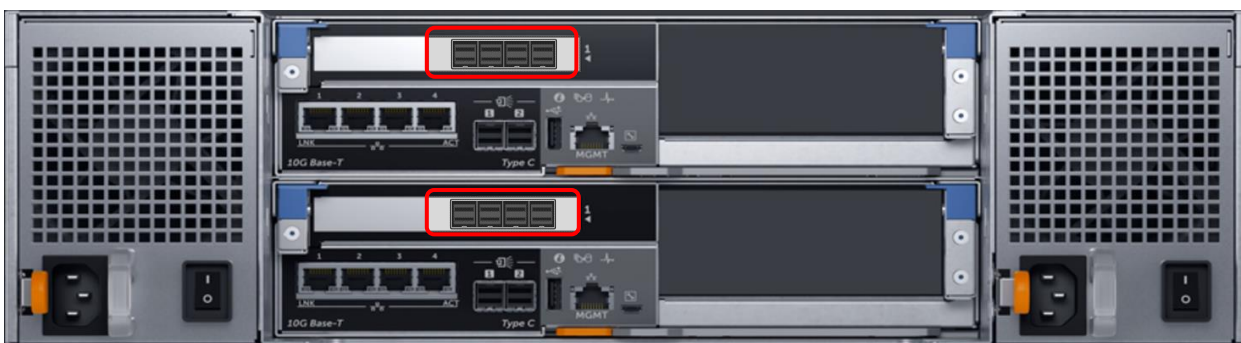 1
1 2 3 4
1 2
LNK ACT
MGMT
10G Base-T Type C
1
1 2 3 4
1 2
LNK ACT
MGMT
10G Base-T Type C